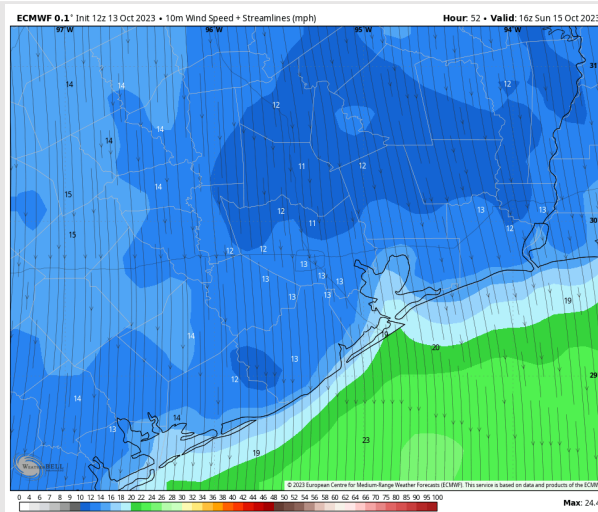 ECMWF 0.1° Init 12z 13 Oct 2023 • 10m Wind Speed + Streamlines (mph)
Hour: 52 • Valid: 16z Sun 15 Oct 2023
97°W 96°W 95°W 94°W
31
14 14 12 12
14
14
11 12
14
15
12 13 13
11 12 30
15
12 12
13
13 13 13
13 13
19
14 19
20
13
12 29
14
14
13
23
19
WeatherBELL
© 2023 European Centre for Medium-Range Weather Forecasts (ECMWF). This service is based on data and products of the ECMW
0 4 6 7 8 9 10 12 14 16 18 20 22 24 26 28 30 32 34 36 38 40 42 44 46 48 50 52 54 56 58 60 62 64 66 68 70 75 80 85 90 95 100
Max: 24.4